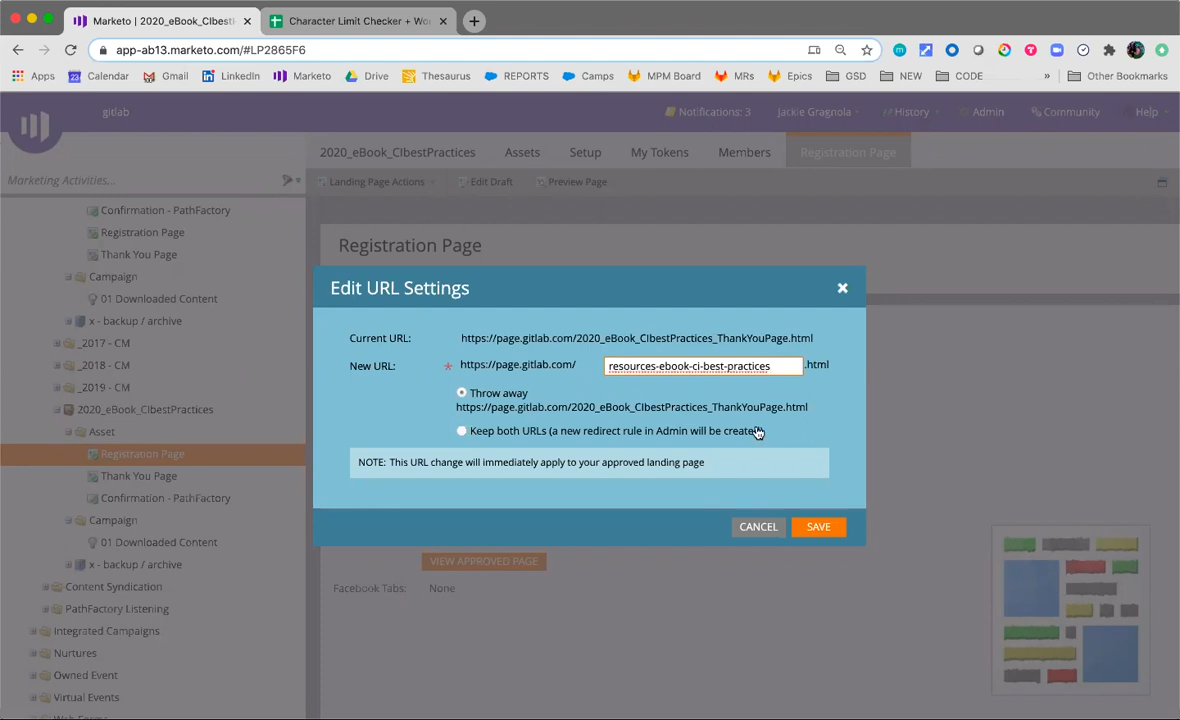 Marketo | 2020_eBook_CIbesti
Character Limit Checker + Wo
app-ab13.marketo.com/#LP2865F6
Apps
Calendar
Gmail
LinkedIn
Marketo
Drive
Thesaurus
REPORTS
Camps
MPM Board
MRs
Epics
GSD
NEW
CODE
»
Other Bookmarks
gitlab
Notifications: 3
Jackie Gragnola
History
Admin
Community
Help
Marketing Activities...
2020_eBook_CIbestPractices
Assets
Setup
My Tokens
Members
Registration Page
Landing Page Actions
Edit Draft
Preview Page
Confirmation - PathFactory
Registration Page
Thank You Page
Campaign
01 Downloaded Content
x - backup / archive
_2017 - CM
_2018 - CM
_2019 - CM
2020_eBook_CIbestPractices
Asset
Registration Page
Thank You Page
Confirmation - PathFactory
Campaign
01 Downloaded Content
x - backup / archive
Content Syndication
PathFactory Listening
Integrated Campaigns
Nurtures
Owned Event
Virtual Events
Registration Page
Edit URL Settings
Current URL:
https://page.gitlab.com/2020_eBook_CIbestPractices_ThankYouPage.html
New URL:
* https://page.gitlab.com/ resources-ebook-ci-best-practices .html
Throw away
https://page.gitlab.com/2020_eBook_CIbestPractices_ThankYouPage.html
Keep both URLs (a new redirect rule in Admin will be created)
NOTE: This URL change will immediately apply to your approved landing page
CANCEL
SAVE
VIEW APPROVED PAGE
Facebook Tabs:
None